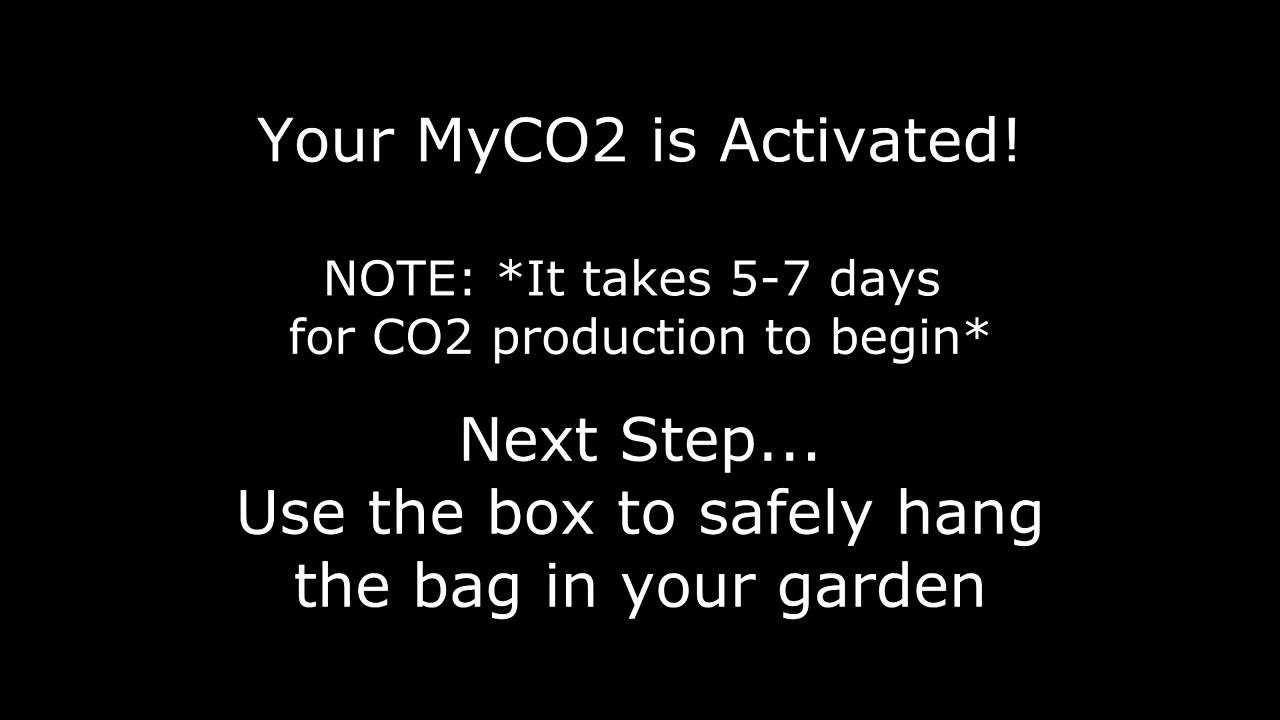 Your MyCO2 is Activated!
NOTE: *It takes 5-7 days
for CO2 production to begin*
Next Step...
Use the box to safely hang
the bag in your garden